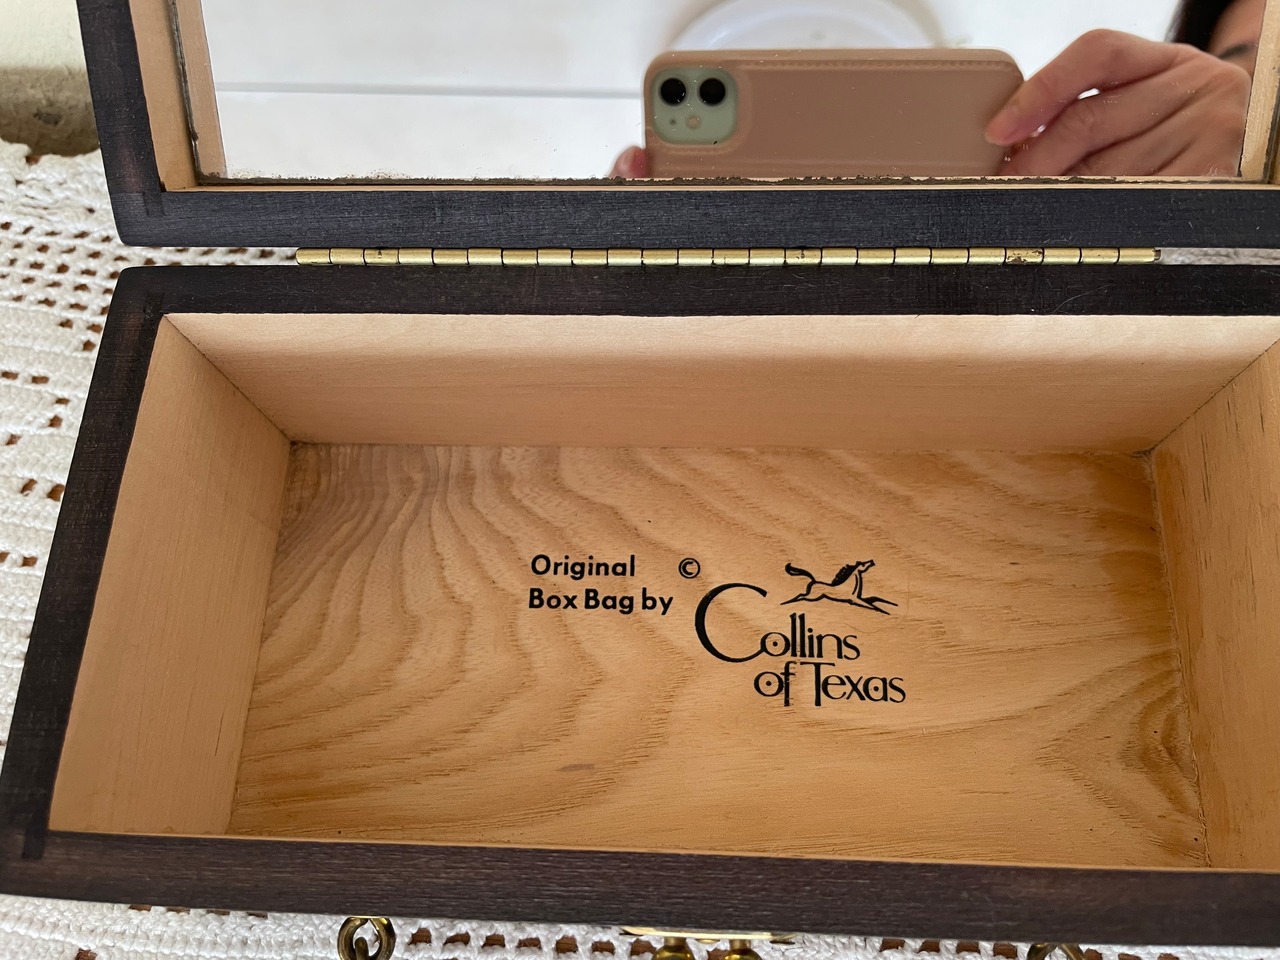 Original ©
Box Bag by
Collins
of Texas